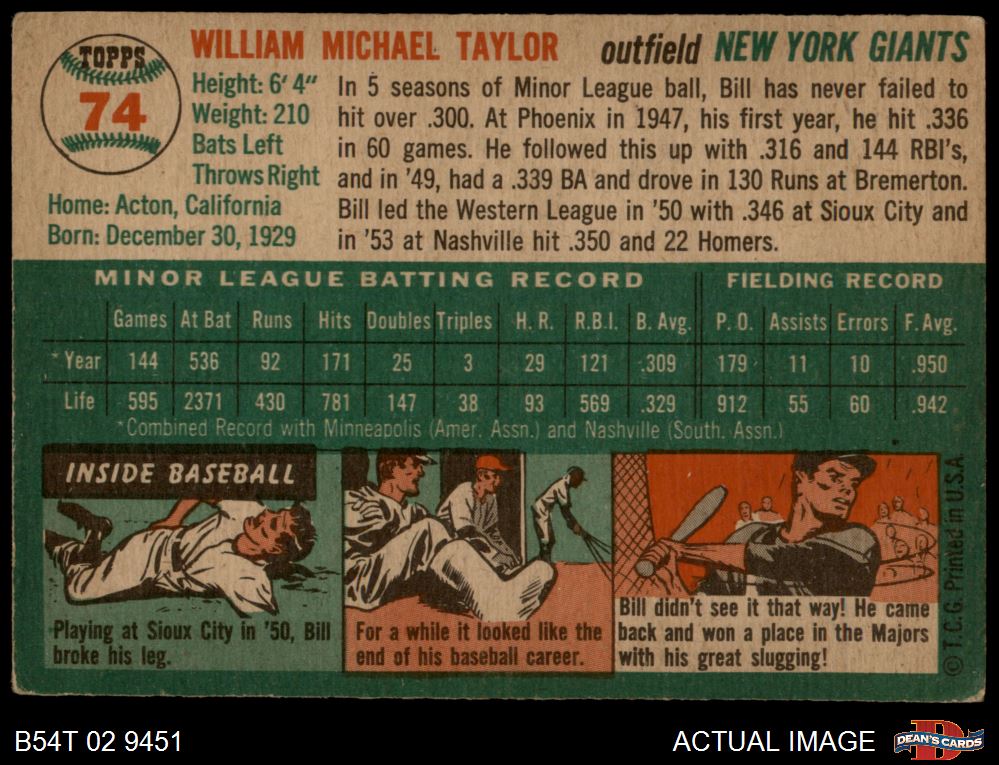 TOPPS
74
WILLIAM MICHAEL TAYLOR outfield NEW YORK GIANTS
Height: 6' 4"
Weight: 210
Bats Left
Throws Right
Home: Acton, California
Born: December 30, 1929
In 5 seasons of Minor League ball, Bill has never failed to
hit over .300. At Phoenix in 1947, his first year, he hit .336
in 60 games. He followed this up with .316 and 144 RBI's,
and in '49, had a .339 BA and drove in 130 Runs at Bremerton.
Bill led the Western League in '50 with .346 at Sioux City and
in '53 at Nashville hit .350 and 22 Homers.
MINOR LEAGUE BATTING RECORD FIELDING RECORD
Games At Bat Runs Hits Doubles Triples H. R. R.B.I. B. Avg. P. O. Assists Errors F. Avg.
*Year 144 536 92 171 25 3 29 121 .309 179 11 10 .950
Life 595 2371 430 781 147 38 93 569 .329 912 55 60 .942
*Combined Record with Minneapolis (Amer. Assn.) and Nashville (South. Assn.)
INSIDE BASEBALL
Playing at Sioux City in '50, Bill
broke his leg.
For a while it looked like the
end of his baseball career.
Bill didn't see it that way! He came
back and won a place in the Majors
with his great slugging!
© T.C.G. Printed in U.S.A.
B54T 02 9451
ACTUAL IMAGE
DEAN'S CARDS